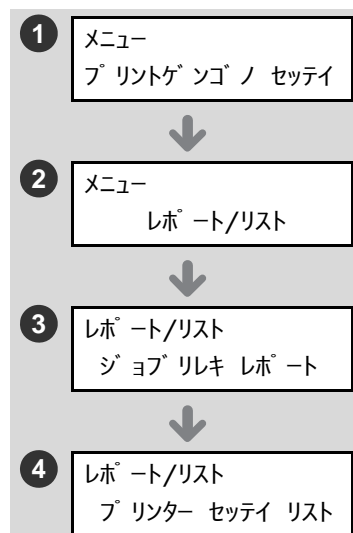 1
メニュー
プリントゲンゴノ セッテイ
2
メニュー
レポート/リスト
3
レポート/リスト
ジョブリレキ レポート
4
レポート/リスト
プリンター セッテイ リスト